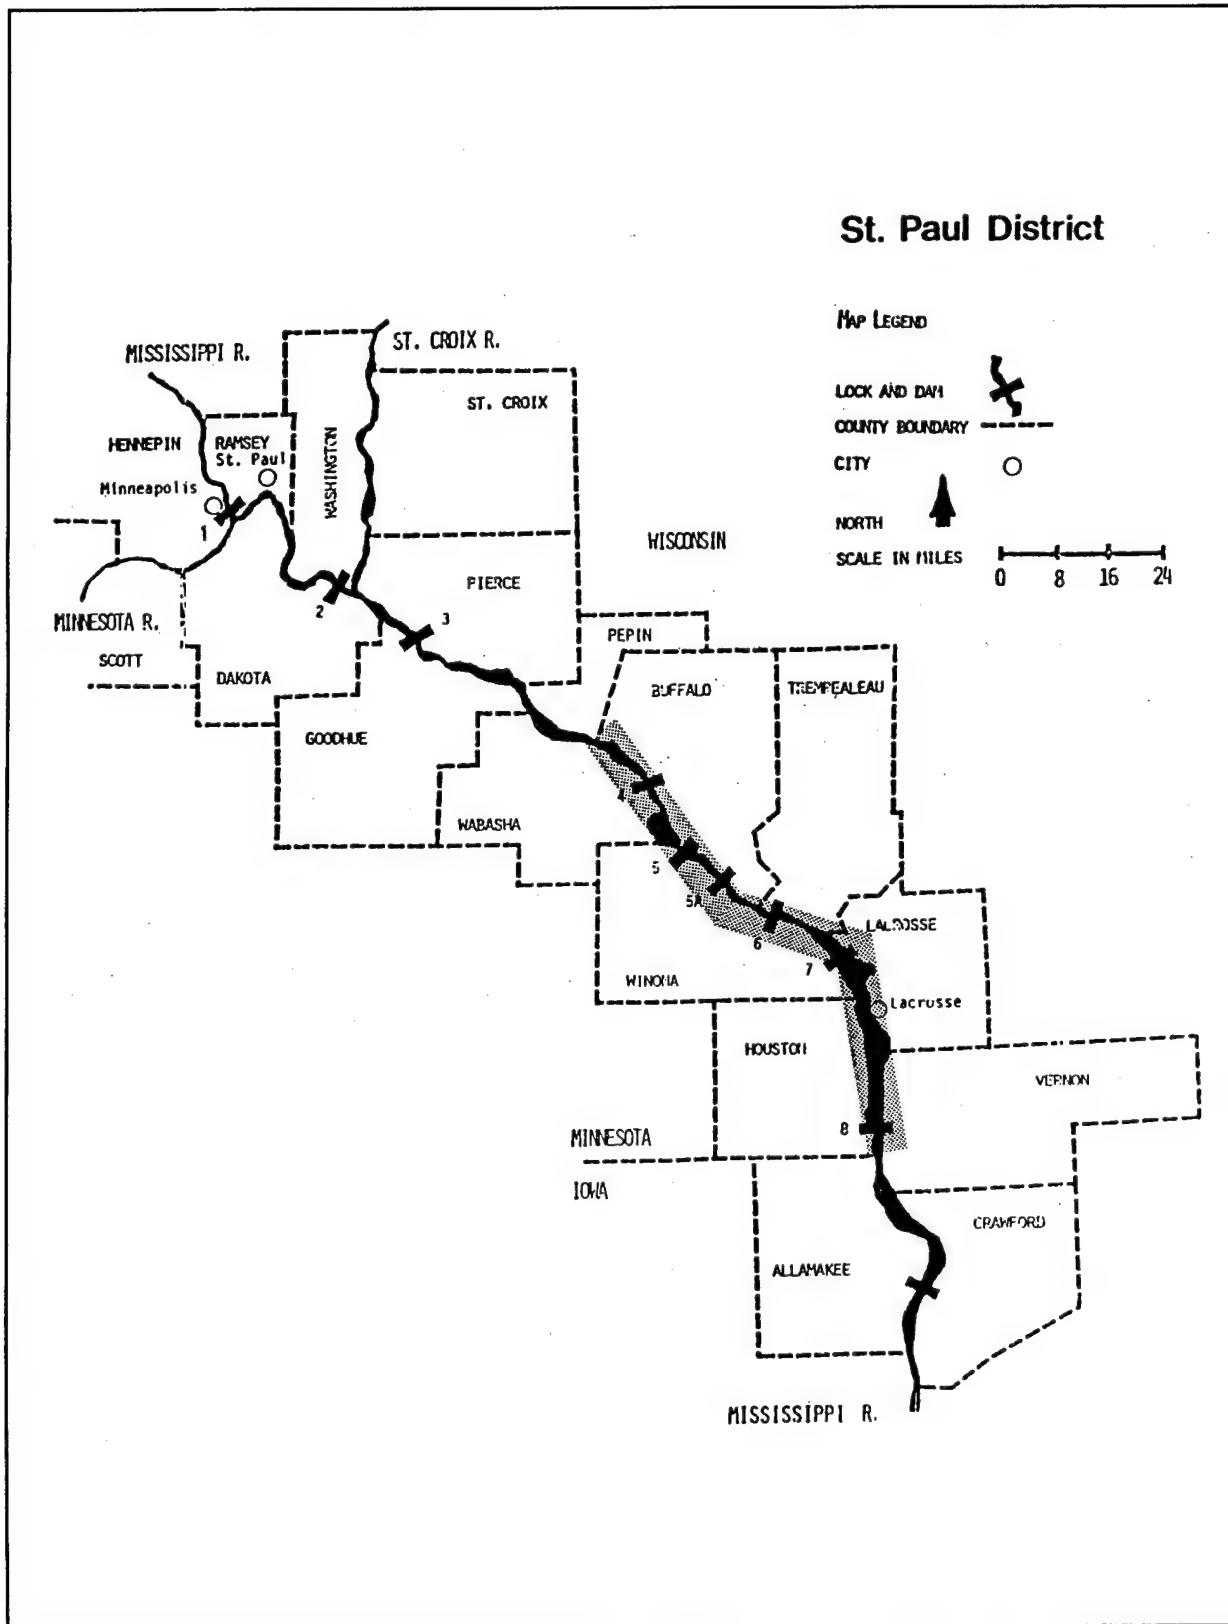 St. Paul District
MAP LEGEND
LOCK AND DAM
COUNTY BOUNDARY
CITY
NORTH
SCALE IN MILES
0 8 16 24
MISSISSIPPI R.
ST. CROIX R.
ST. CROIX
HENNEPIN
RAMSEY
St. Paul
WASHINGTON
Minneapolis
1
WISCONSIN
PIERCE
2
3
MINNESOTA R.
SCOTT
DAKOTA
PEPIN
BUFFALO
TREMPEALEAU
GOODHUE
WABASHA
5
5A
6
7
LACROSSE
WINONA
Lacrusse
HOUSTON
VERNON
8
MINNESOTA
IOWA
CRAWFORD
ALLAMAKEE
MISSISSIPPI R.